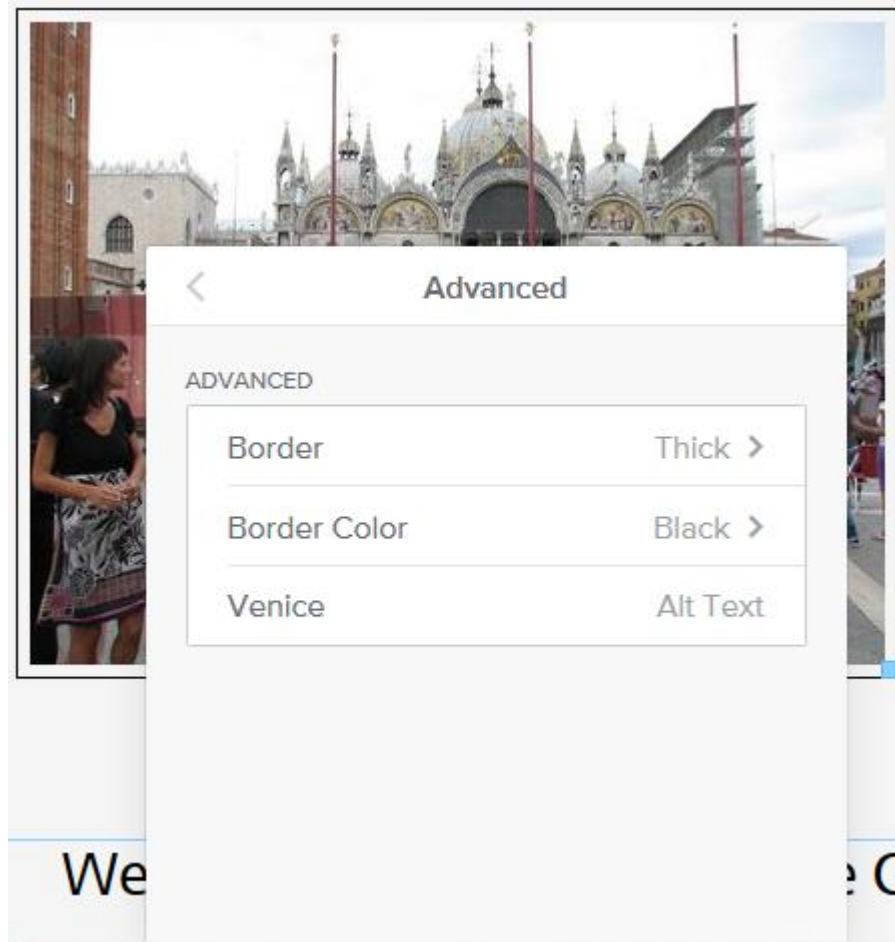 Advanced
ADVANCED
Border Thick
Border Color Black
Venice Alt Text
We
e